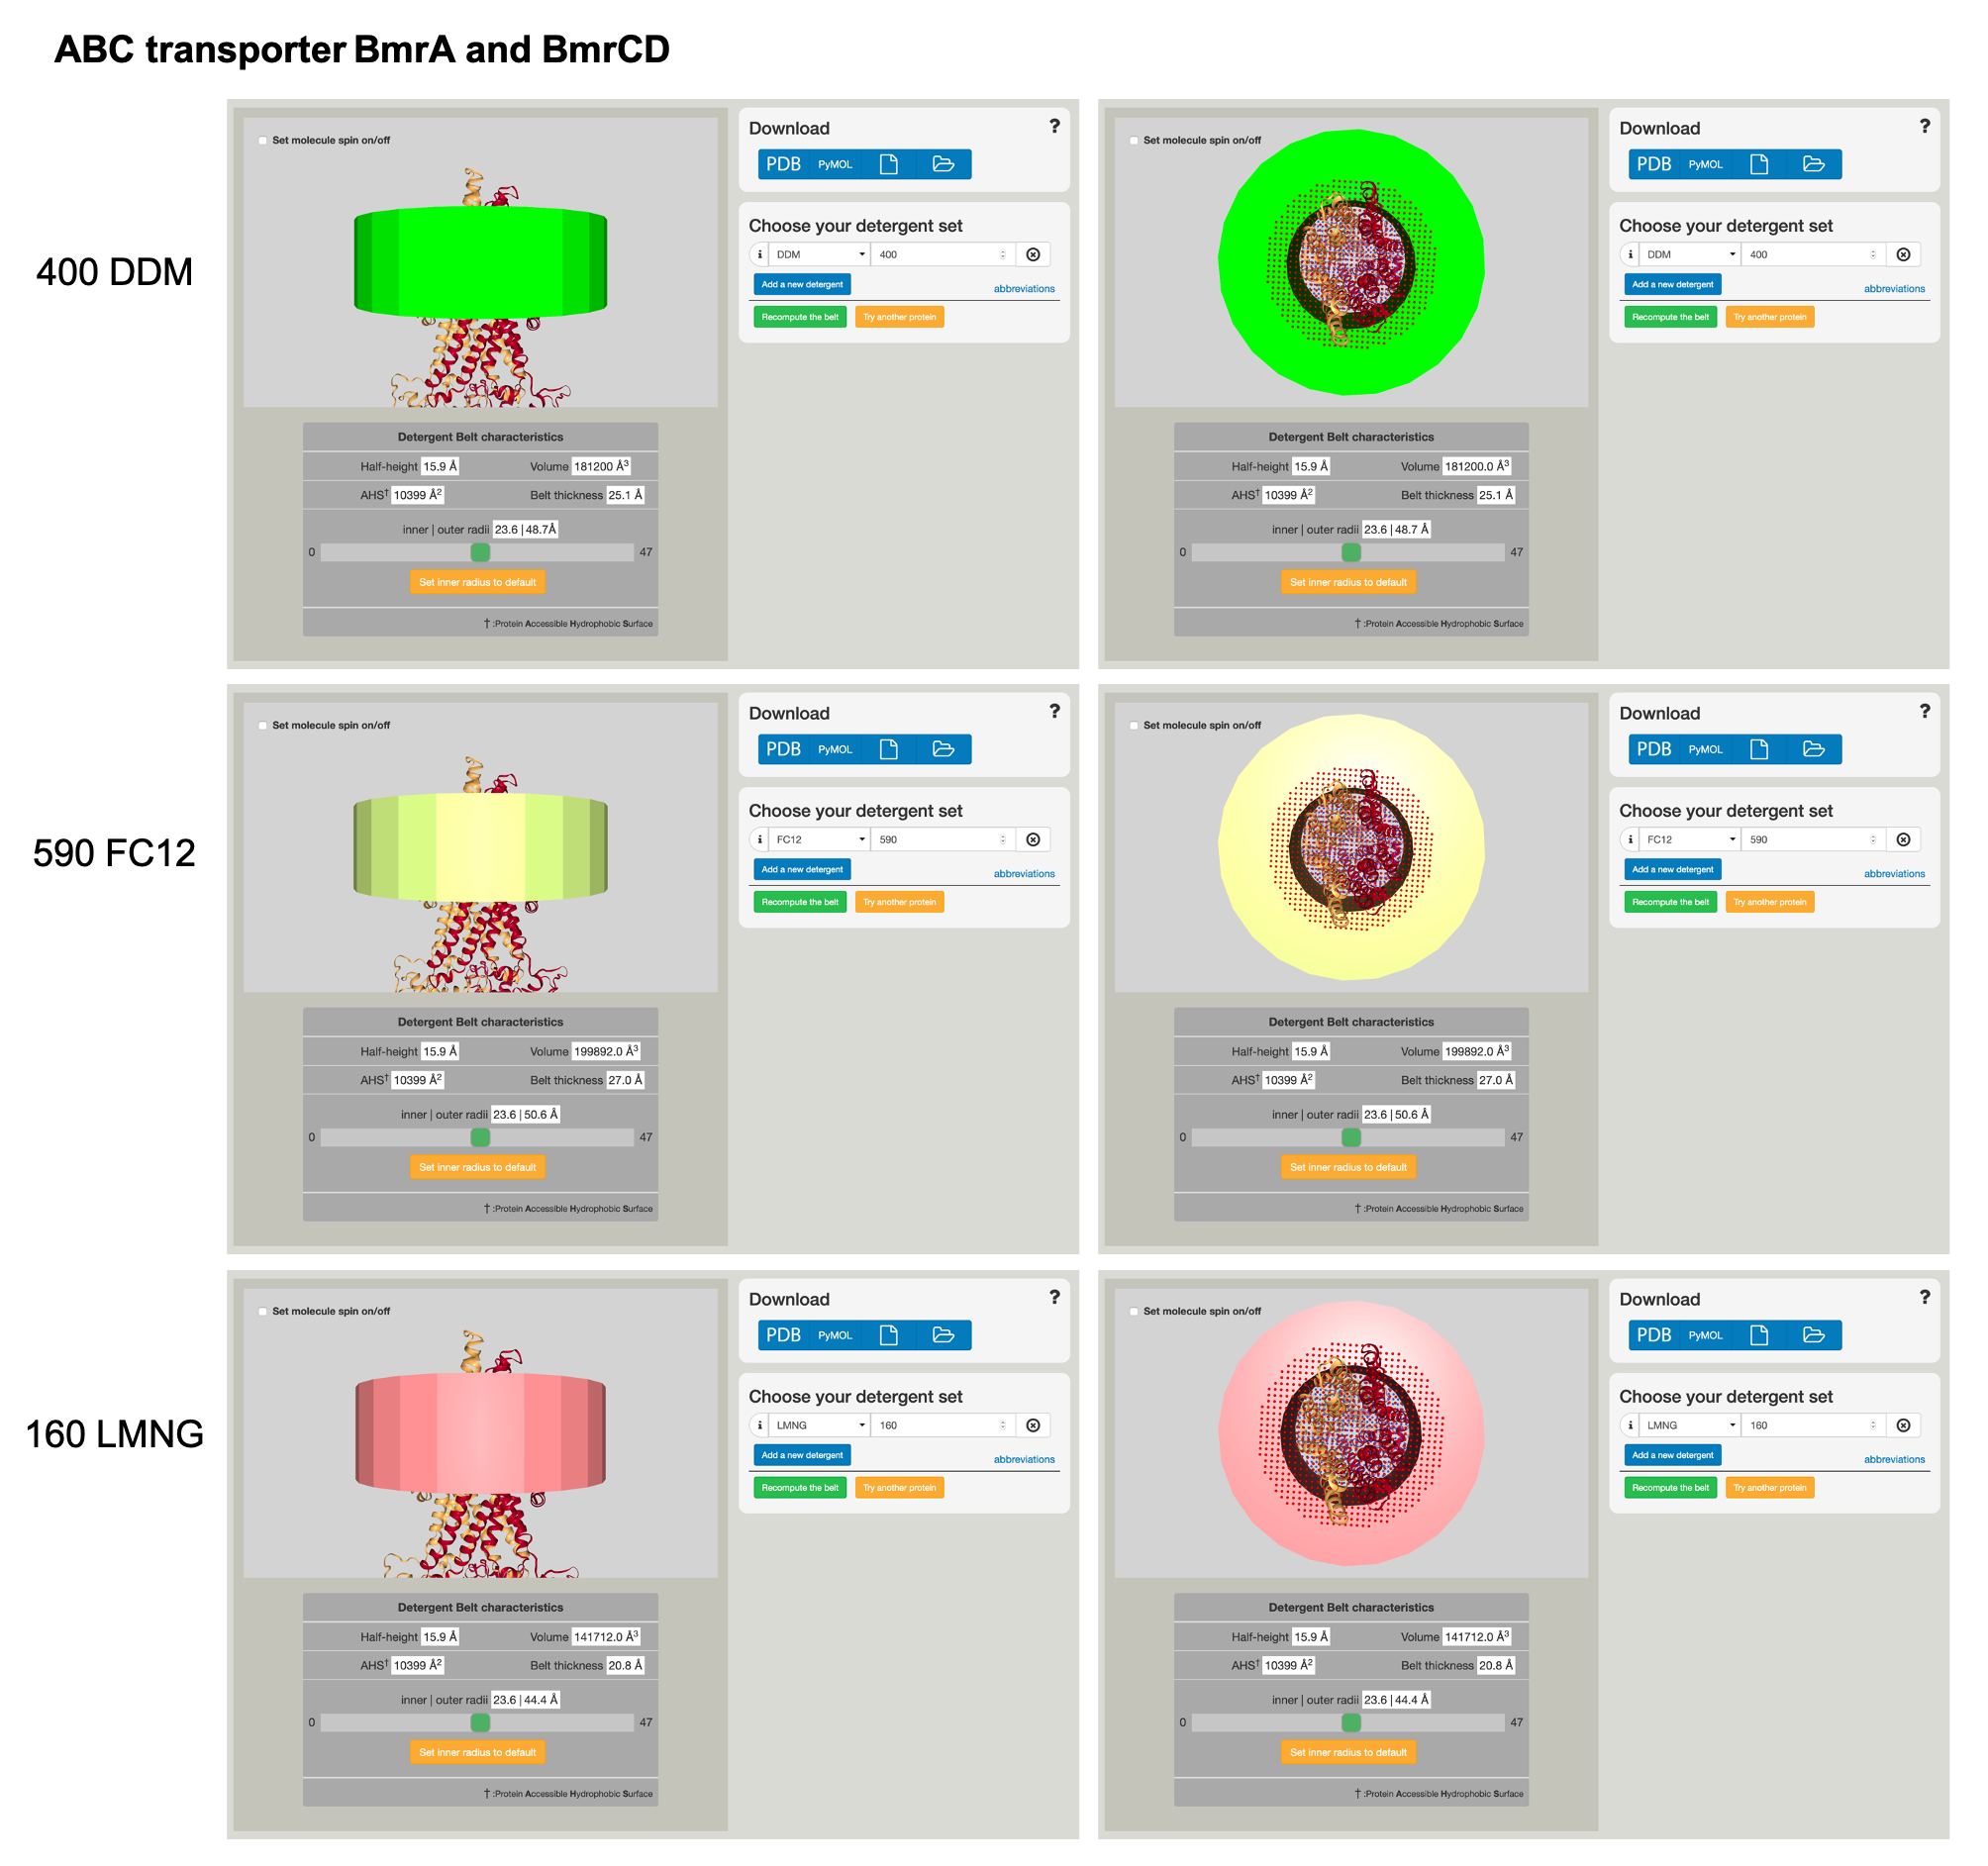 ABC transporter BmrA and BmrCD
400 DDM
Set molecule spin on/off
Download ?
PDB PyMOL
Choose your detergent set
i DDM 400
Add a new detergent abbreviations
Recompute the belt Try another protein
Detergent Belt characteristics
Half-height 15.9 Å Volume 181200 Å3
AHS† 10399 Å2 Belt thickness 25.1 Å
inner | outer radii 23.6 | 48.7Å
0 47
Set inner radius to default
† :Protein Accessible Hydrophobic Surface
Set molecule spin on/off
Download ?
PDB PyMOL
Choose your detergent set
i DDM 400
Add a new detergent abbreviations
Recompute the belt Try another protein
Detergent Belt characteristics
Half-height 15.9 Å Volume 181200.0 Å3
AHS† 10399 Å2 Belt thickness 25.1 Å
inner | outer radii 23.6 | 48.7 Å
0 47
Set inner radius to default
† :Protein Accessible Hydrophobic Surface
590 FC12
Set molecule spin on/off
Download ?
PDB PyMOL
Choose your detergent set
i FC12 590
Add a new detergent abbreviations
Recompute the belt Try another protein
Detergent Belt characteristics
Half-height 15.9 Å Volume 199892.0 Å3
AHS† 10399 Å2 Belt thickness 27.0 Å
inner | outer radii 23.6 | 50.6 Å
0 47
Set inner radius to default
† :Protein Accessible Hydrophobic Surface
Set molecule spin on/off
Download ?
PDB PyMOL
Choose your detergent set
i FC12 590
Add a new detergent abbreviations
Recompute the belt Try another protein
Detergent Belt characteristics
Half-height 15.9 Å Volume 199892.0 Å3
AHS† 10399 Å2 Belt thickness 27.0 Å
inner | outer radii 23.6 | 50.6 Å
0 47
Set inner radius to default
† :Protein Accessible Hydrophobic Surface
160 LMNG
Set molecule spin on/off
Download ?
PDB PyMOL
Choose your detergent set
i LMNG 160
Add a new detergent abbreviations
Recompute the belt Try another protein
Detergent Belt characteristics
Half-height 15.9 Å Volume 141712.0 Å3
AHS† 10399 Å2 Belt thickness 20.8 Å
inner | outer radii 23.6 | 44.4 Å
0 47
Set inner radius to default
† :Protein Accessible Hydrophobic Surface
Set molecule spin on/off
Download ?
PDB PyMOL
Choose your detergent set
i LMNG 160
Add a new detergent abbreviations
Recompute the belt Try another protein
Detergent Belt characteristics
Half-height 15.9 Å Volume 141712.0 Å3
AHS† 10399 Å2 Belt thickness 20.8 Å
inner | outer radii 23.6 | 44.4 Å
0 47
Set inner radius to default
† :Protein Accessible Hydrophobic Surface